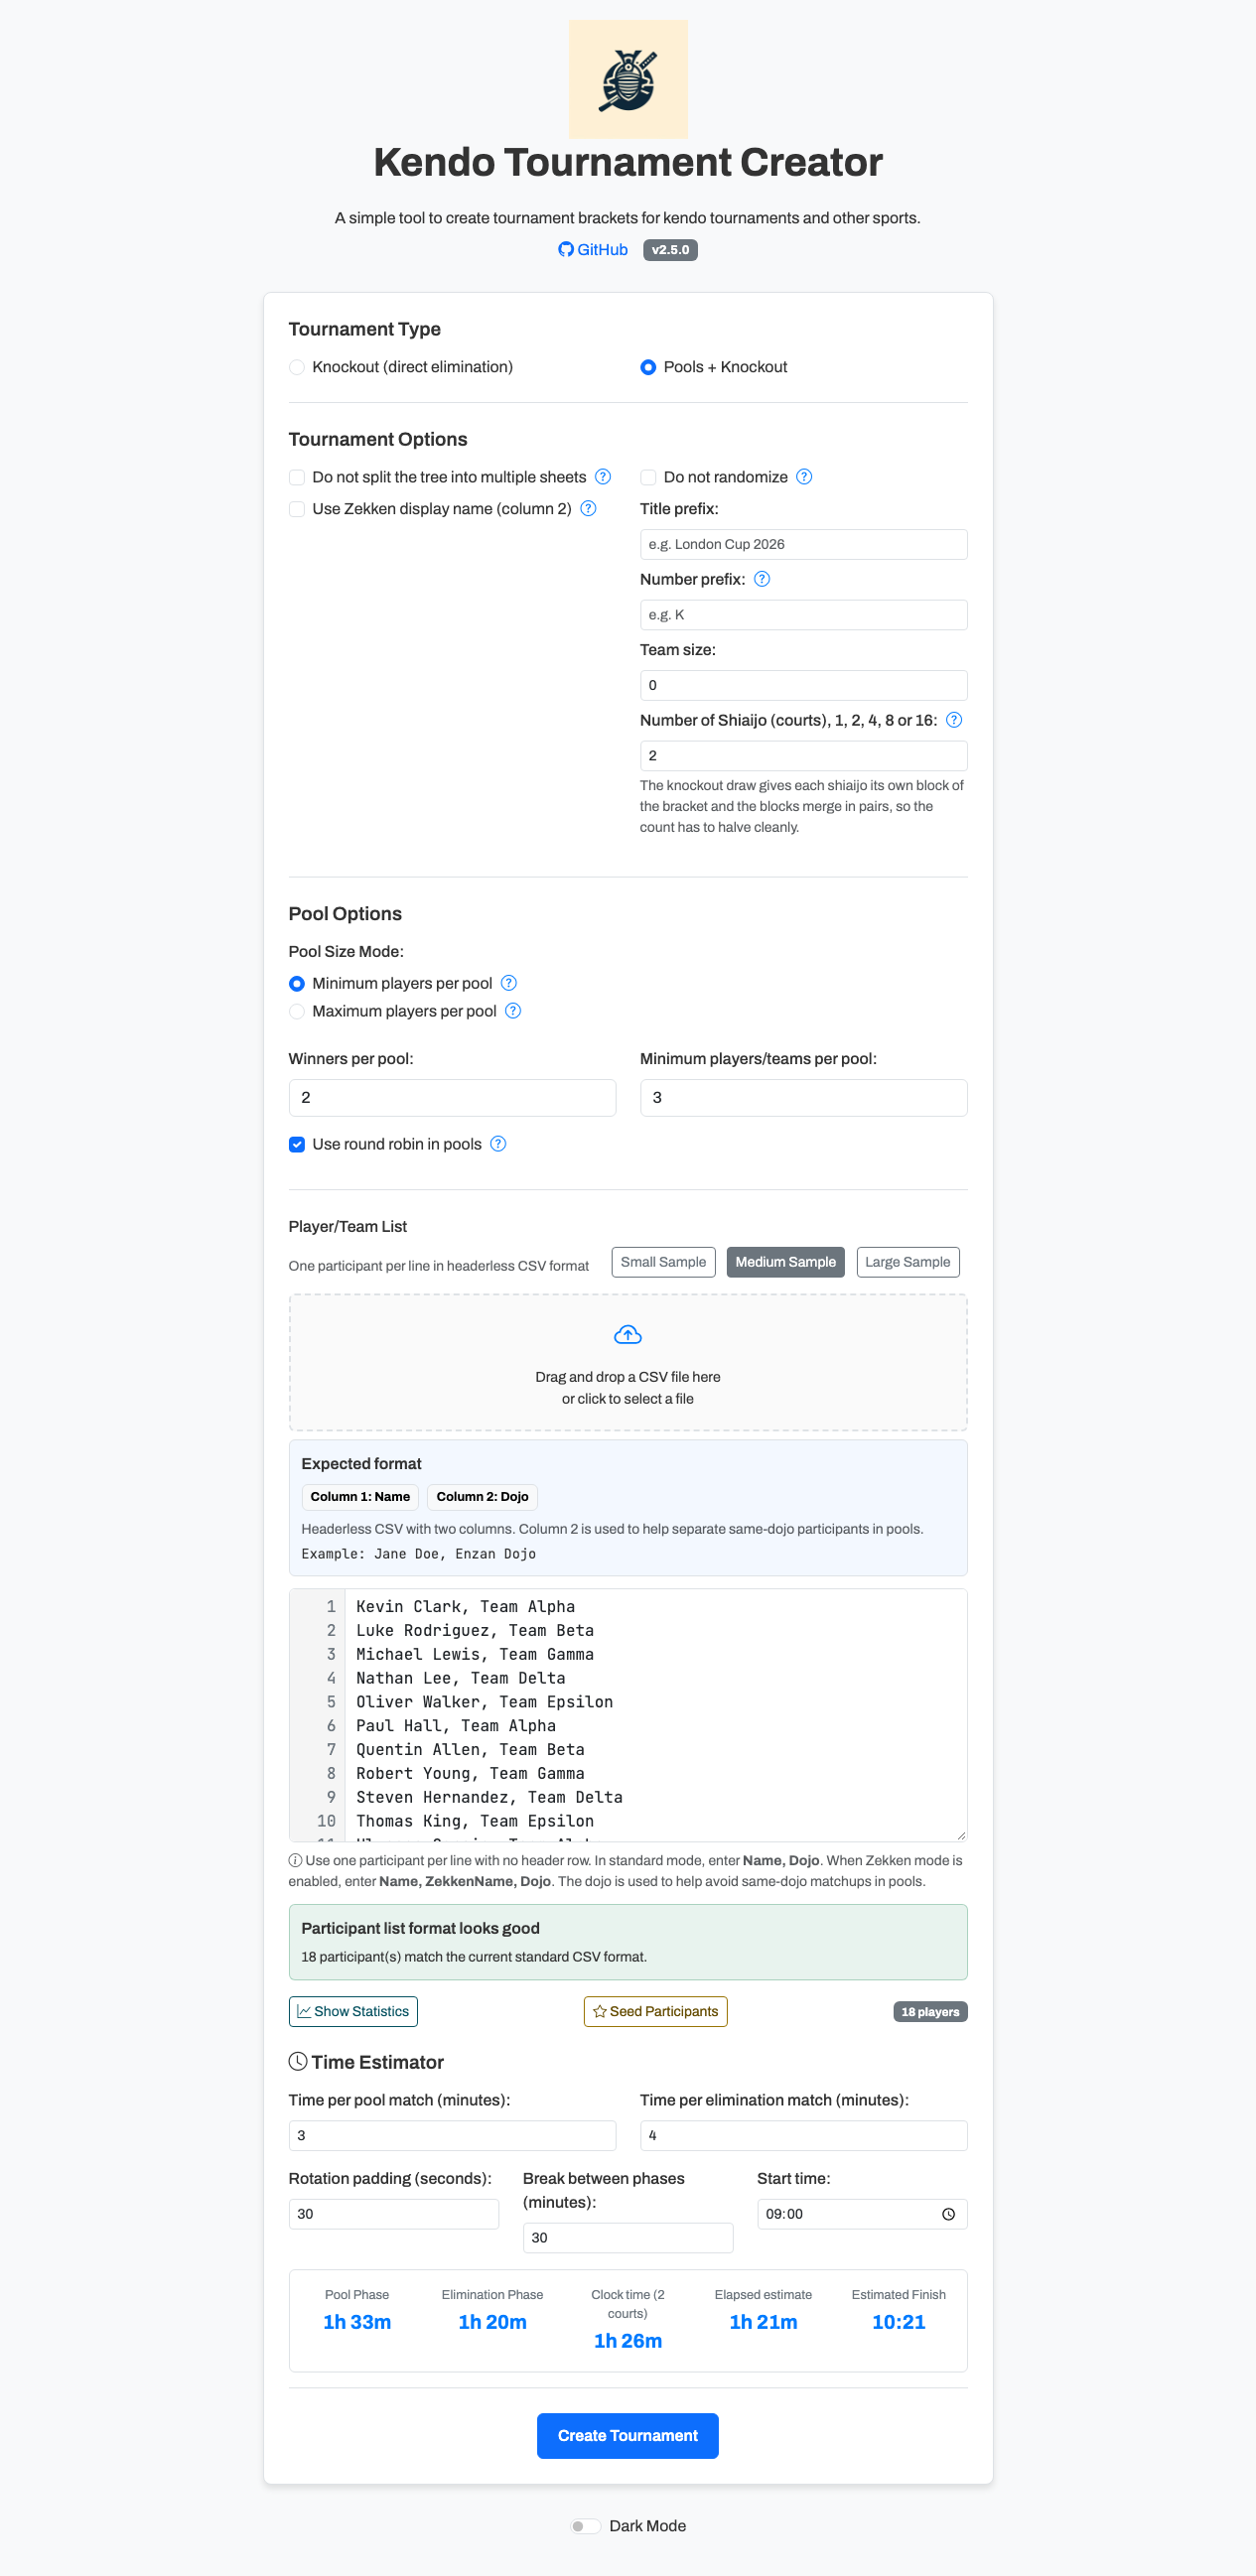 Kendo Tournament Creator
A simple tool to create tournament brackets for kendo tournaments and other sports.
GitHub v2.5.0
Tournament Type
Knockout (direct elimination)
Pools + Knockout
Tournament Options
Do not split the tree into multiple sheets
Use Zekken display name (column 2)
Do not randomize
Title prefix:
e.g. London Cup 2026
Number prefix:
e.g. K
Team size:
0
Number of Shiaijo (courts), 1, 2, 4, 8 or 16:
2
The knockout draw gives each shiaijo its own block of
the bracket and the blocks merge in pairs, so the
count has to halve cleanly.
Pool Options
Pool Size Mode:
Minimum players per pool
Maximum players per pool
Winners per pool:
2
Minimum players/teams per pool:
3
Use round robin in pools
Player/Team List
One participant per line in headerless CSV format
Small Sample
Medium Sample
Large Sample
Drag and drop a CSV file here
or click to select a file
Expected format
Column 1: Name
Column 2: Dojo
Headerless CSV with two columns. Column 2 is used to help separate same-dojo participants in pools.
Example: Jane Doe, Enzan Dojo
1 Kevin Clark, Team Alpha
2 Luke Rodriguez, Team Beta
3 Michael Lewis, Team Gamma
4 Nathan Lee, Team Delta
5 Oliver Walker, Team Epsilon
6 Paul Hall, Team Alpha
7 Quentin Allen, Team Beta
8 Robert Young, Team Gamma
9 Steven Hernandez, Team Delta
10 Thomas King, Team Epsilon
Use one participant per line with no header row. In standard mode, enter Name, Dojo. When Zekken mode is
enabled, enter Name, ZekkenName, Dojo. The dojo is used to help avoid same-dojo matchups in pools.
Participant list format looks good
18 participant(s) match the current standard CSV format.
Show Statistics
Seed Participants
18 players
Time Estimator
Time per pool match (minutes):
3
Time per elimination match (minutes):
4
Rotation padding (seconds):
30
Break between phases
(minutes):
30
Start time:
09:00
Pool Phase
1h 33m
Elimination Phase
1h 20m
Clock time (2
courts)
1h 26m
Elapsed estimate
1h 21m
Estimated Finish
10:21
Create Tournament
Dark Mode